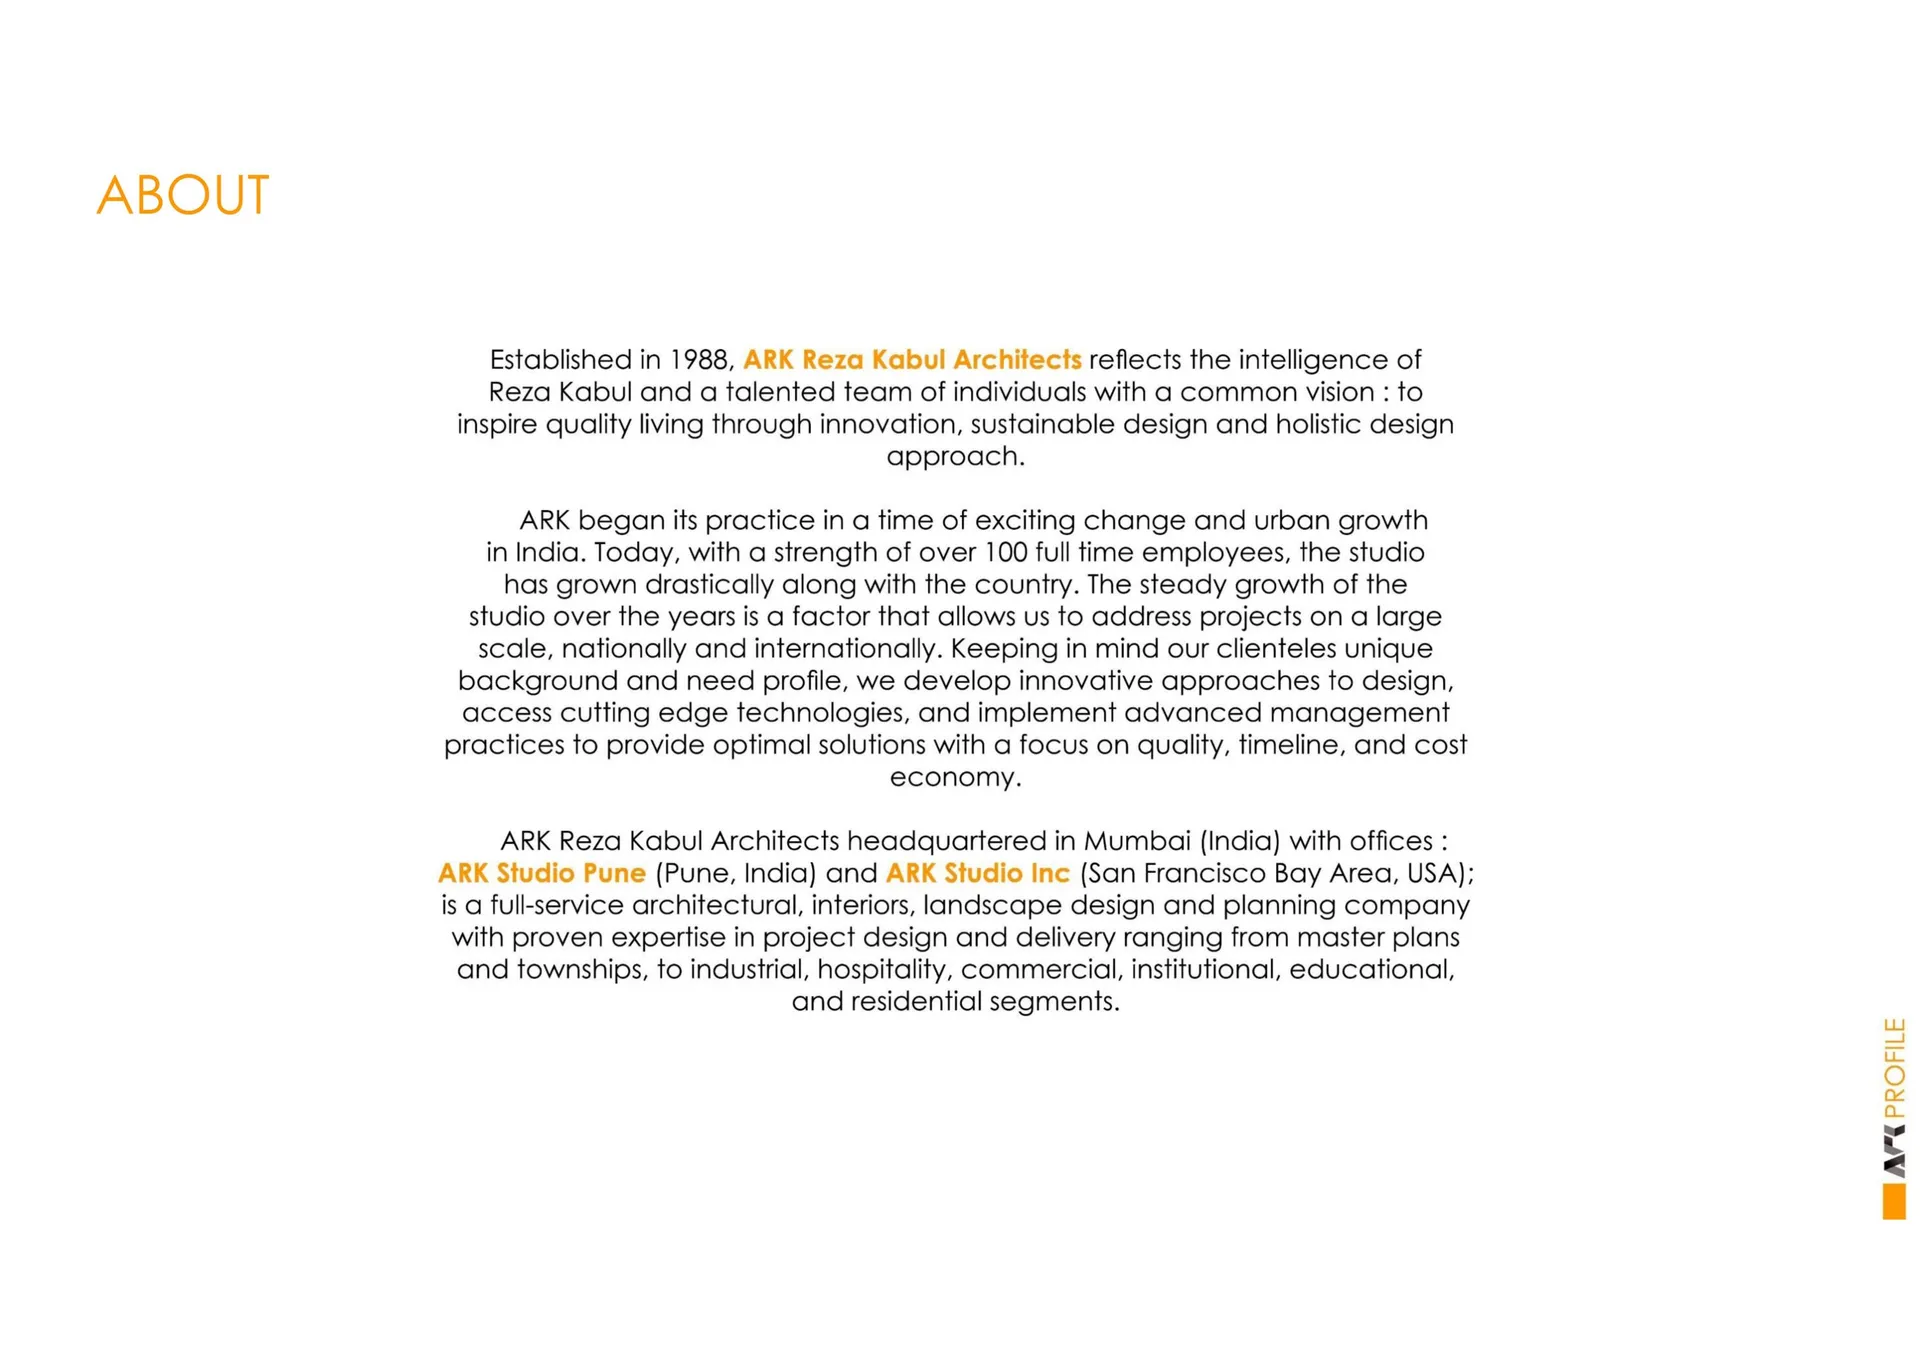 ABOUT
Established in 1988, ARK Reza Kabul Architects reflects the intelligence of
Reza Kabul and a talented team of individuals with a common vision : to
inspire quality living through innovation, sustainable design and holistic design
approach.
ARK began its practice in a time of exciting change and urban growth
in India. Today, with a strength of over 100 full time employees, the studio
has grown drastically along with the country. The steady growth of the
studio over the years is a factor that allows us to address projects on a large
scale, nationally and internationally. Keeping in mind our clienteles unique
background and need profile, we develop innovative approaches to design,
access cutting edge technologies, and implement advanced management
practices to provide optimal solutions with a focus on quality, timeline, and cost
economy.
ARK Reza Kabul Architects headquartered in Mumbai (India) with offices :
ARK Studio Pune (Pune, India) and ARK Studio Inc (San Francisco Bay Area, USA);
is a full-service architectural, interiors, landscape design and planning company
with proven expertise in project design and delivery ranging from master plans
and townships, to industrial, hospitality, commercial, institutional, educational,
and residential segments.
ARK PROFILE